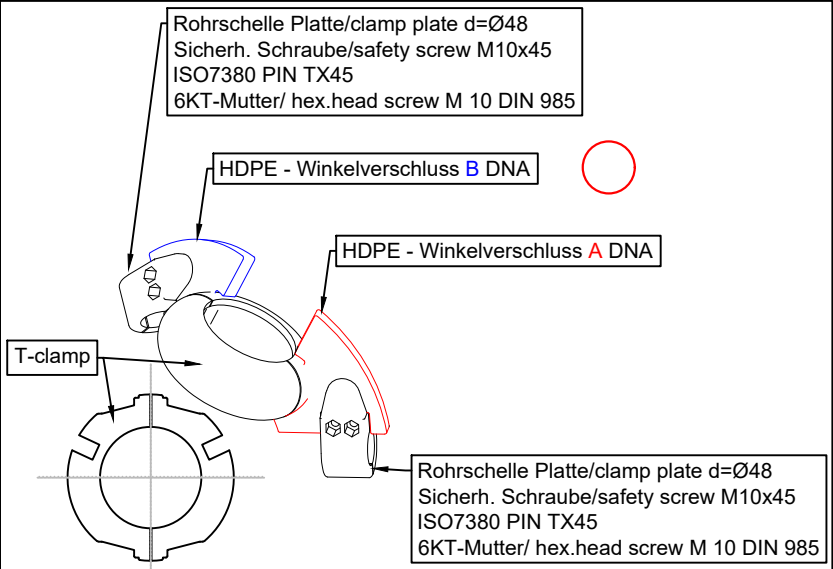 Rohrschelle Platte/clamp plate d=Ø48
Sicherh. Schraube/safety screw M10x45
ISO7380 PIN TX45
6KT-Mutter/ hex.head screw M 10 DIN 985
HDPE - Winkelverschluss B DNA
HDPE - Winkelverschluss A DNA
T-clamp
Rohrschelle Platte/clamp plate d=Ø48
Sicherh. Schraube/safety screw M10x45
ISO7380 PIN TX45
6KT-Mutter/ hex.head screw M 10 DIN 985